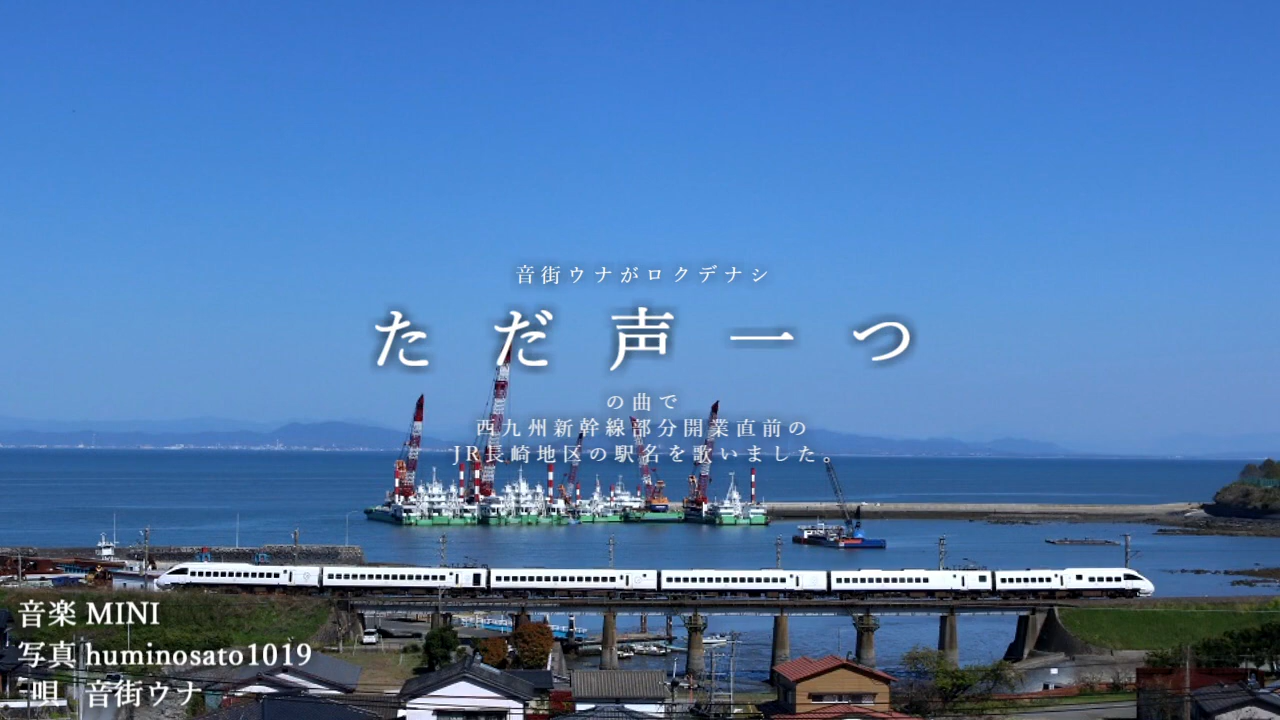 音街ウナがロクデナシ
ただ声一つ
の曲で
西九州新幹線部分開業直前の
JR長崎地区の駅名を歌いました。
音楽 MINI
写真 huminosato1019
唄 音街ウナ